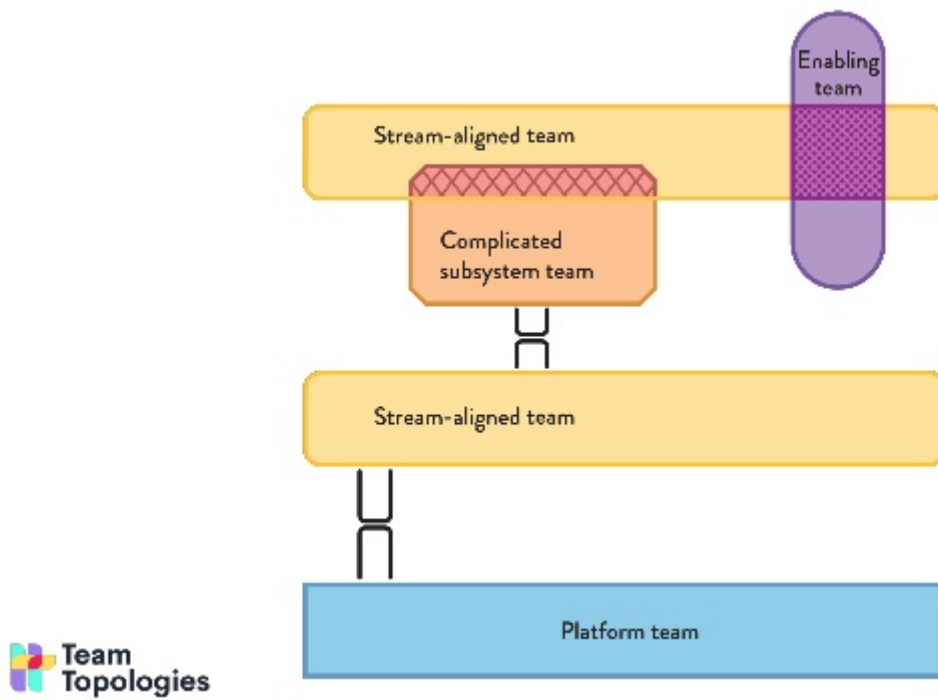 Enabling
team
Stream-aligned team
Complicated
subsystem team
Stream-aligned team
Platform team
Team
Topologies